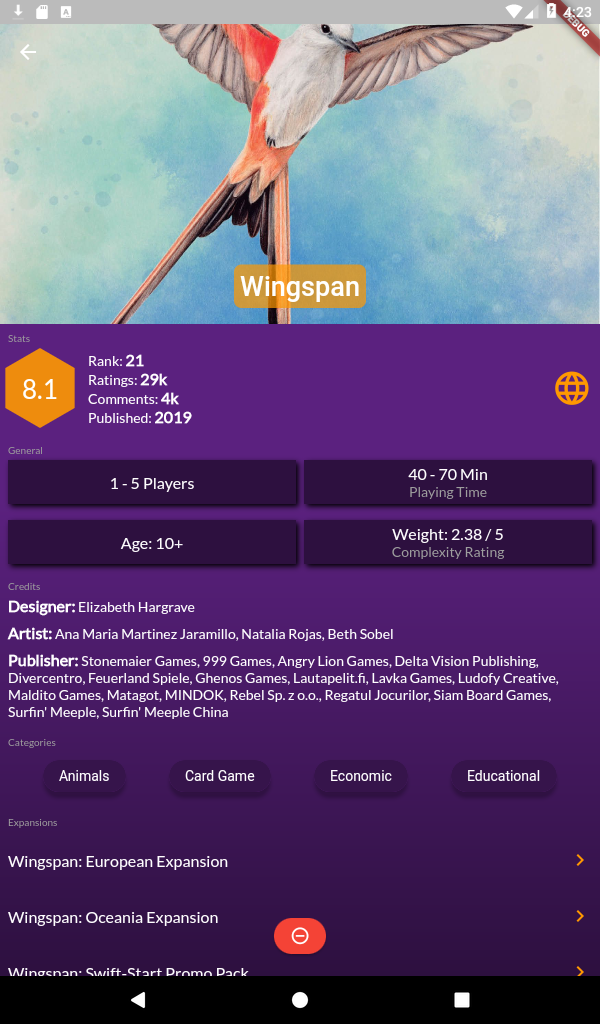 4:23
DEBUG
Wingspan
Stats
8.1
Rank: 21
Ratings: 29k
Comments: 4k
Published: 2019
General
1 - 5 Players
40 - 70 Min
Playing Time
Age: 10+
Weight: 2.38 / 5
Complexity Rating
Credits
Designer: Elizabeth Hargrave
Artist: Ana Maria Martinez Jaramillo, Natalia Rojas, Beth Sobel
Publisher: Stonemaier Games, 999 Games, Angry Lion Games, Delta Vision Publishing,
Divercentro, Feuerland Spiele, Ghenos Games, Lautapelit.fi, Lavka Games, Ludofy Creative,
Maldito Games, Matagot, MINDOK, Rebel Sp. z o.o., Regatul Jocurilor, Siam Board Games,
Surfin' Meeple, Surfin' Meeple China
Categories
Animals Card Game Economic Educational
Expansions
Wingspan: European Expansion
Wingspan: Oceania Expansion
Wingspan: Swift-Start Promo Pack